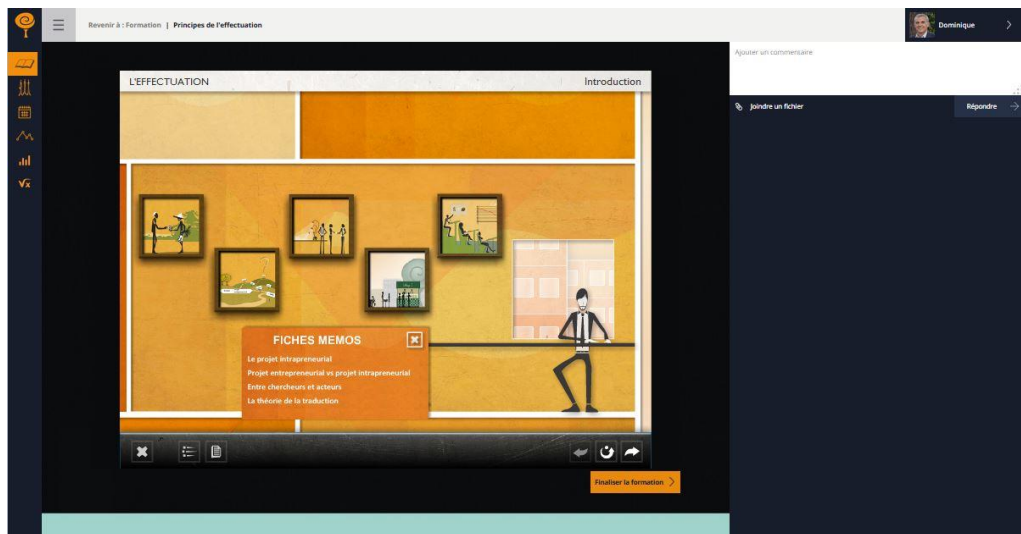 Revenir à : Formation | Principes de l'effectuation
Dominique
Ajouter un commentaire
Joindre un fichier
Répondre
L'EFFECTUATION
Introduction
FICHES MEMOS
Le projet intrapreneurial
Projet entrepreneurial vs projet intrapreneurial
Entre chercheurs et acteurs
La théorie de la traduction
Finaliser la formation